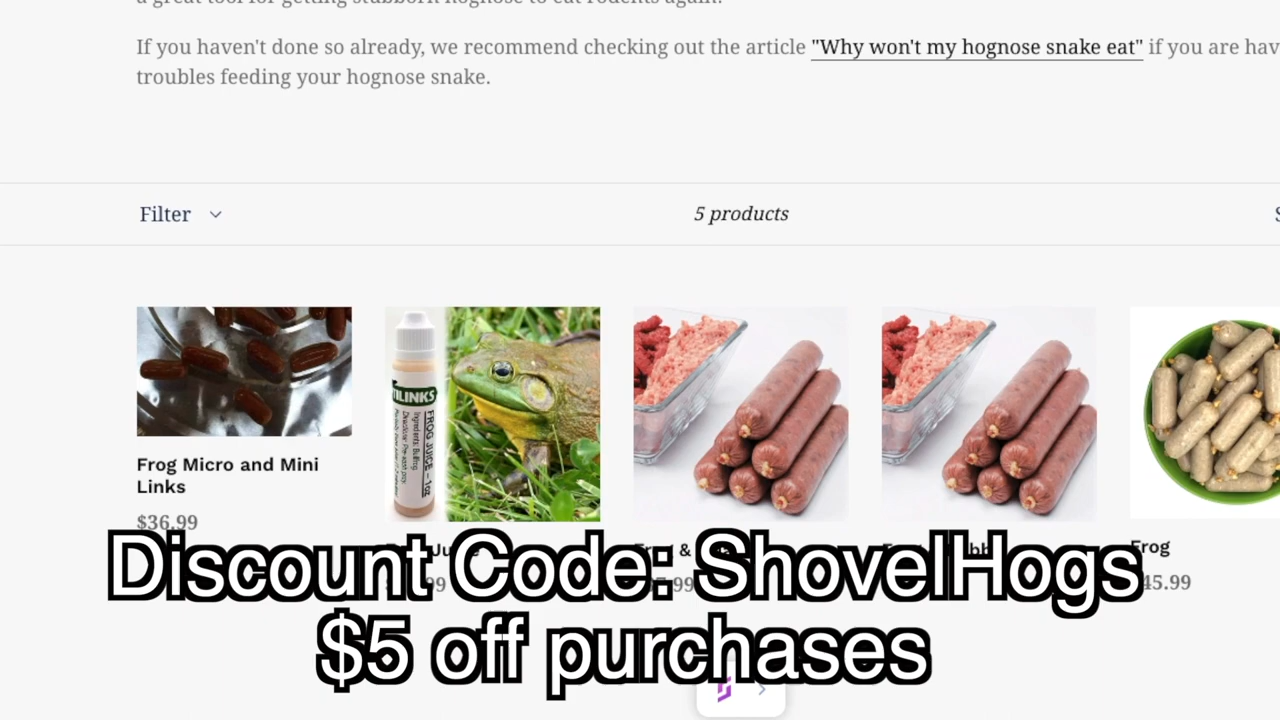 If you haven't done so already, we recommend checking out the article "Why won't my hognose snake eat" if you are hav
troubles feeding your hognose snake.
Filter
5 products
TILINKS
FROG JUICE - 1oz
Frog Micro and Mini
Links
$36.99
Frog
45.99
Discount Code: ShovelHogs
$5 off purchases